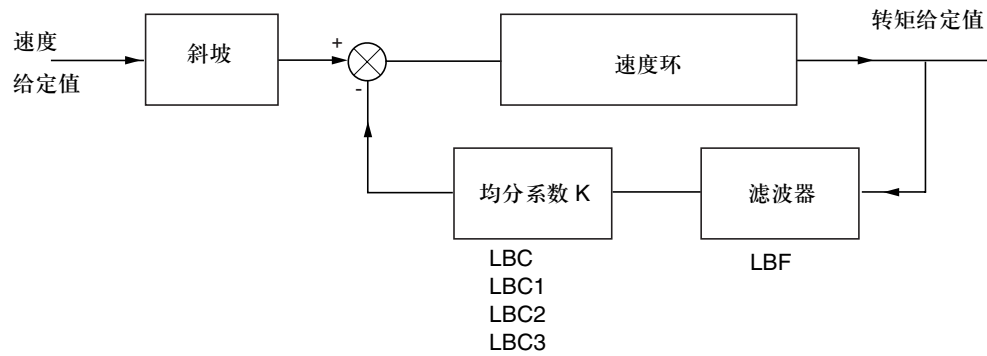 速度
给定值
斜坡
+
-
速度环
转矩给定值
均分系数 K
滤波器
LBC
LBC1
LBC2
LBC3
LBF